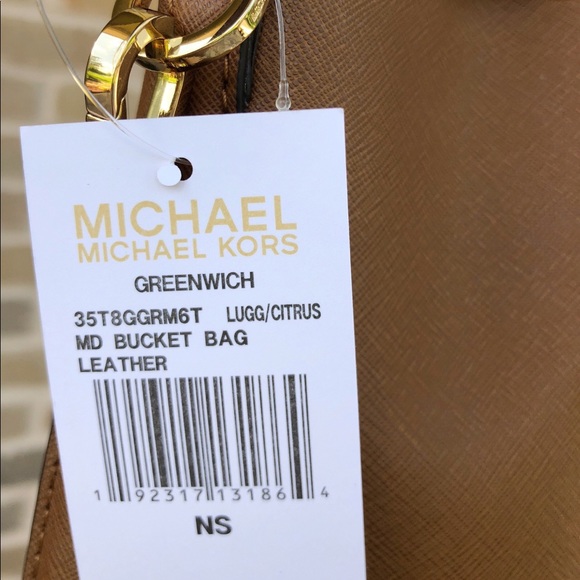 MICHAEL
MICHAEL KORS
GREENWICH
35T8GGRM6T LUGG/CITRUS
MD BUCKET BAG
LEATHER
1 92317 13186 4
NS